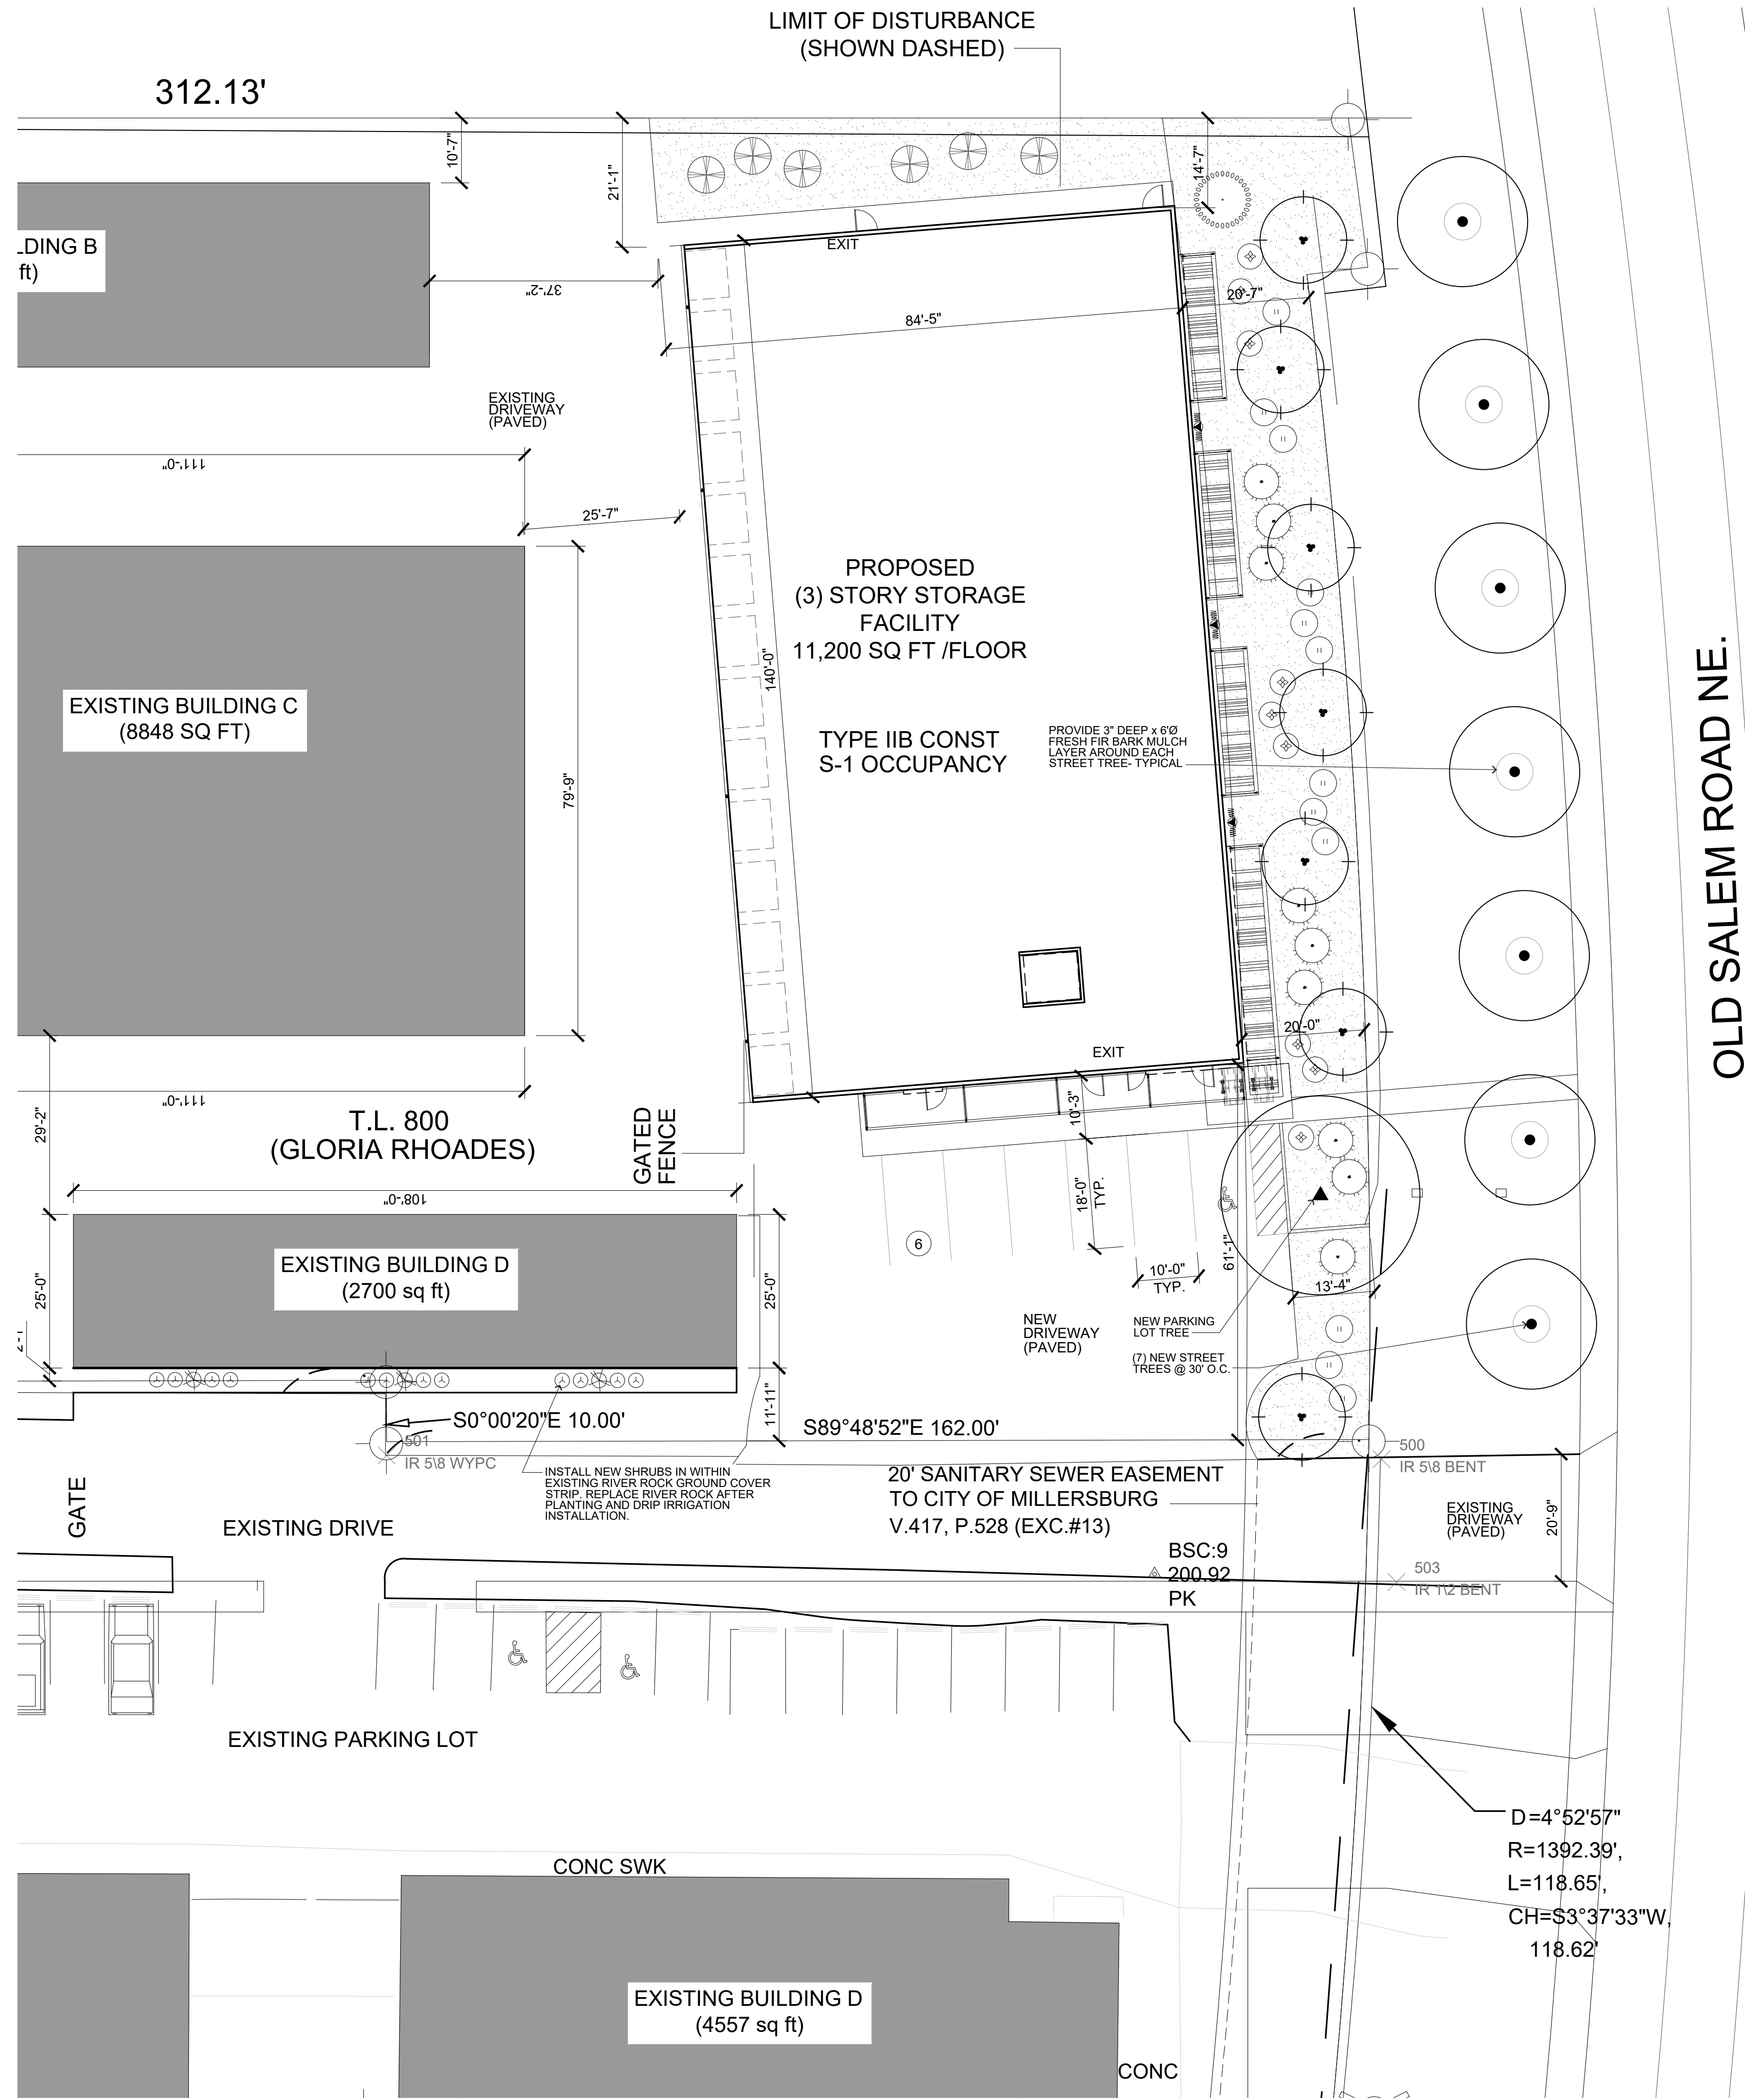 LIMIT OF DISTURBANCE
(SHOWN DASHED)
312.13'
10'-7"
21'-1"
14'-7"
LDING B
ft)
EXIT
37'-2"
20'-7"
84'-5"
EXISTING
DRIVEWAY
(PAVED)
111'-0"
25'-7"
PROPOSED
(3) STORY STORAGE
FACILITY
11,200 SQ FT /FLOOR
140'-0"
OLD SALEM ROAD NE.
EXISTING BUILDING C
(8848 SQ FT)
TYPE IIB CONST
S-1 OCCUPANCY
PROVIDE 3" DEEP x 6'Ø
FRESH FIR BARK MULCH
LAYER AROUND EACH
STREET TREE- TYPICAL
79'-9"
20'-0"
EXIT
111'-0"
29'-2"
T.L. 800
(GLORIA RHOADES)
GATED
FENCE
10'-3"
108'-0"
18'-0"
TYP.
6
61'-1"
EXISTING BUILDING D
(2700 sq ft)
25'-0"
25'-0"
10'-0"
TYP.
13'-4"
NEW
DRIVEWAY
(PAVED)
NEW PARKING
LOT TREE
(7) NEW STREET
TREES @ 30' O.C.
2'-1
11'-11"
S0°00'20"E 10.00'
S89°48'52"E 162.00'
501
IR 5\8 WYPC
500
IR 5\8 BENT
INSTALL NEW SHRUBS IN WITHIN
EXISTING RIVER ROCK GROUND COVER
STRIP. REPLACE RIVER ROCK AFTER
PLANTING AND DRIP IRRIGATION
INSTALLATION.
20' SANITARY SEWER EASEMENT
TO CITY OF MILLERSBURG
V.417, P.528 (EXC.#13)
GATE
EXISTING DRIVE
EXISTING
DRIVEWAY
(PAVED)
20'-9"
BSC:9
200.92
PK
503
IR 1\2 BENT
EXISTING PARKING LOT
D=4°52'57"
R=1392.39',
L=118.65',
CH=S3°37'33"W,
118.62'
CONC SWK
EXISTING BUILDING D
(4557 sq ft)
CONC